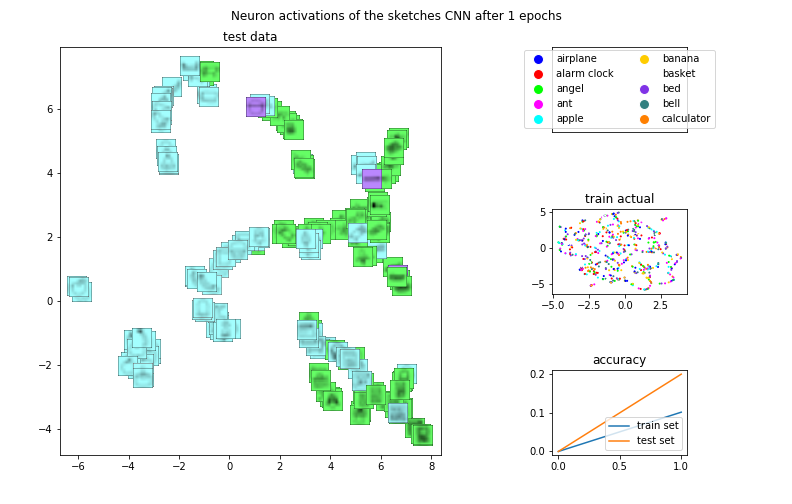 Neuron activations of the sketches CNN after 1 epochs
test data
6
4
2
0
−2
−4
−6 −4 −2 0 2 4 6 8
airplane banana
alarm clock basket
angel bed
ant bell
apple calculator
train actual
5
0
−5
−5.0 −2.5 0.0 2.5
accuracy
0.2
0.1
0.0
train set
test set
0.0 0.5 1.0